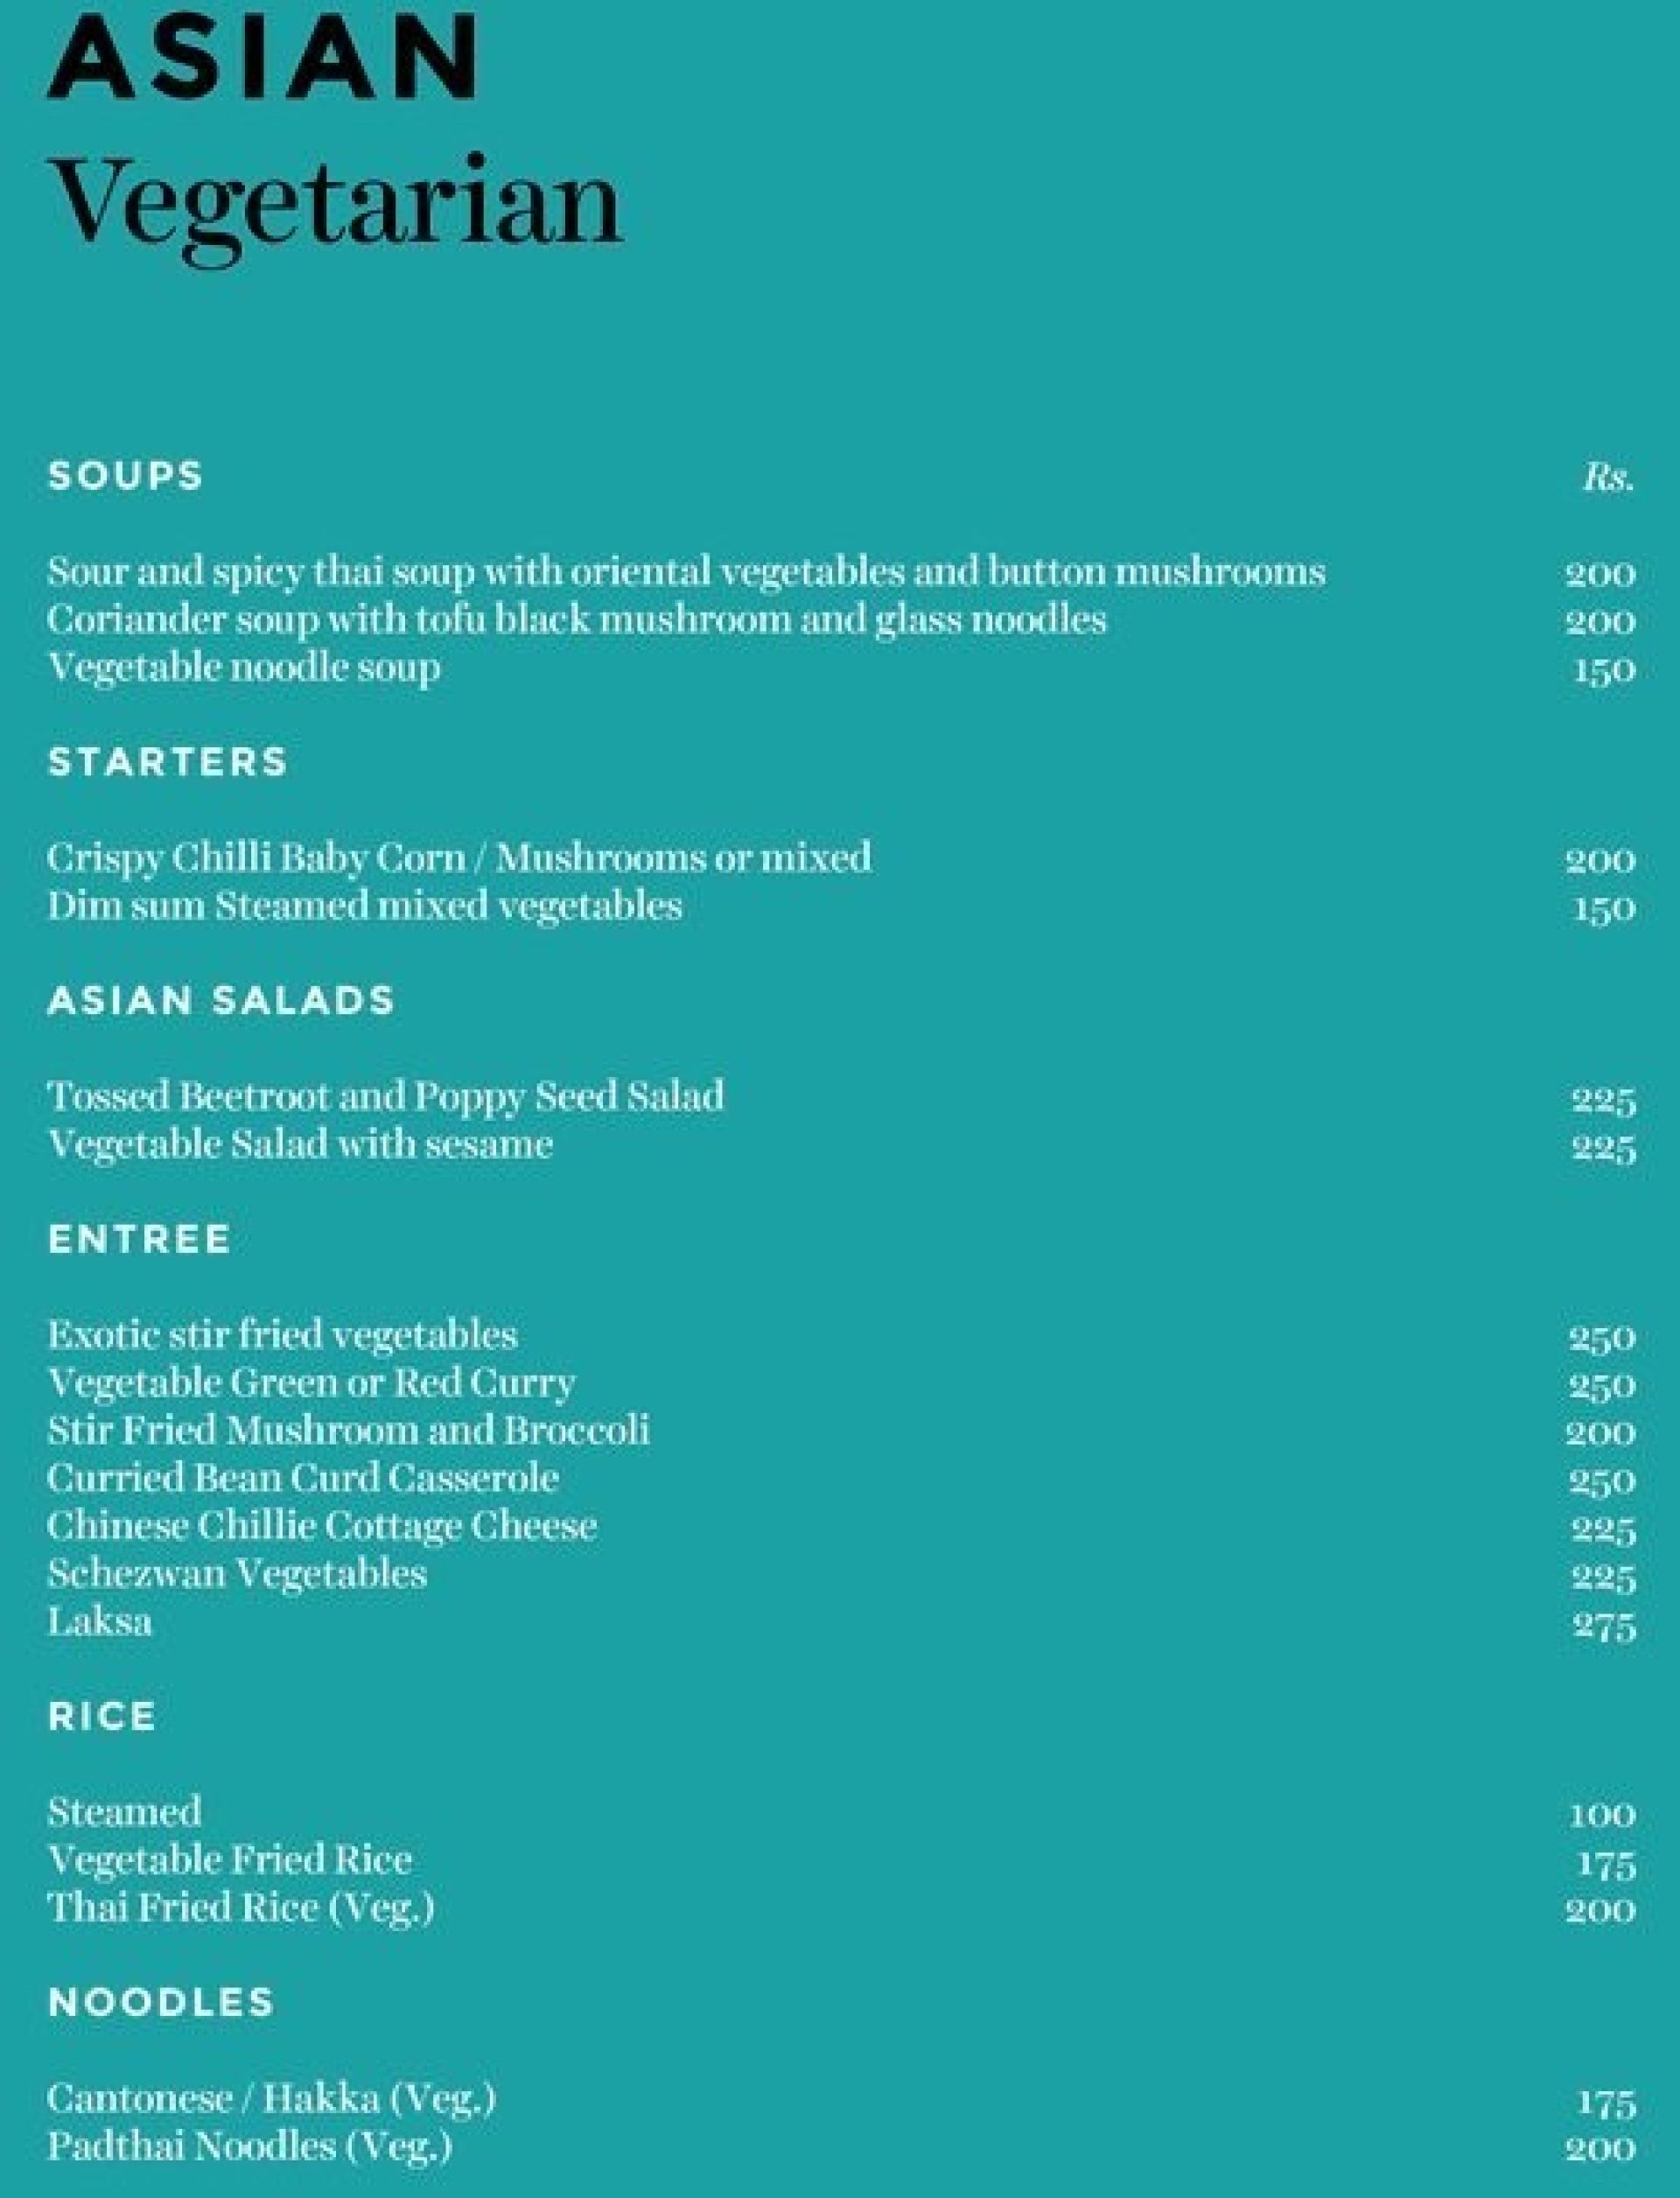 ASIAN
Vegetarian
SOUPS Rs.
Sour and spicy thai soup with oriental vegetables and button mushrooms 200
Coriander soup with tofu black mushroom and glass noodles 200
Vegetable noodle soup 150
STARTERS
Crispy Chilli Baby Corn / Mushrooms or mixed 200
Dim sum Steamed mixed vegetables 150
ASIAN SALADS
Tossed Beetroot and Poppy Seed Salad 225
Vegetable Salad with sesame 225
ENTREE
Exotic stir fried vegetables 250
Vegetable Green or Red Curry 250
Stir Fried Mushroom and Broccoli 200
Curried Bean Curd Casserole 250
Chinese Chillie Cottage Cheese 225
Schezwan Vegetables 225
Laksa 275
RICE
Steamed 100
Vegetable Fried Rice 175
Thai Fried Rice (Veg.) 200
NOODLES
Cantonese / Hakka (Veg.) 175
Padthai Noodles (Veg.) 200